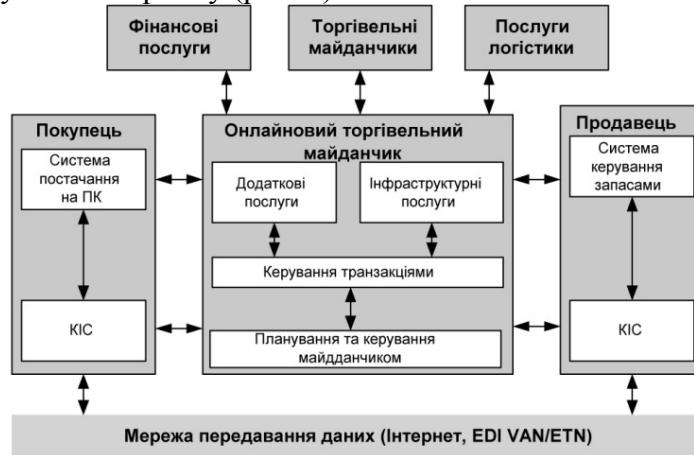 Фінансові
послуги
Торгівельні
майданчики
Послуги
логістики
Покупець
Система
постачання
на ПК
КІС
Онлайновий торгівельний
майданчик
Додаткові
послуги
Інфраструктурні
послуги
Керування транзакціями
Планування та керування
майдданчиком
Продавець
Система
керування
запасами
КІС
Мережа передавання даних (Інтернет, EDI VAN/ETN)